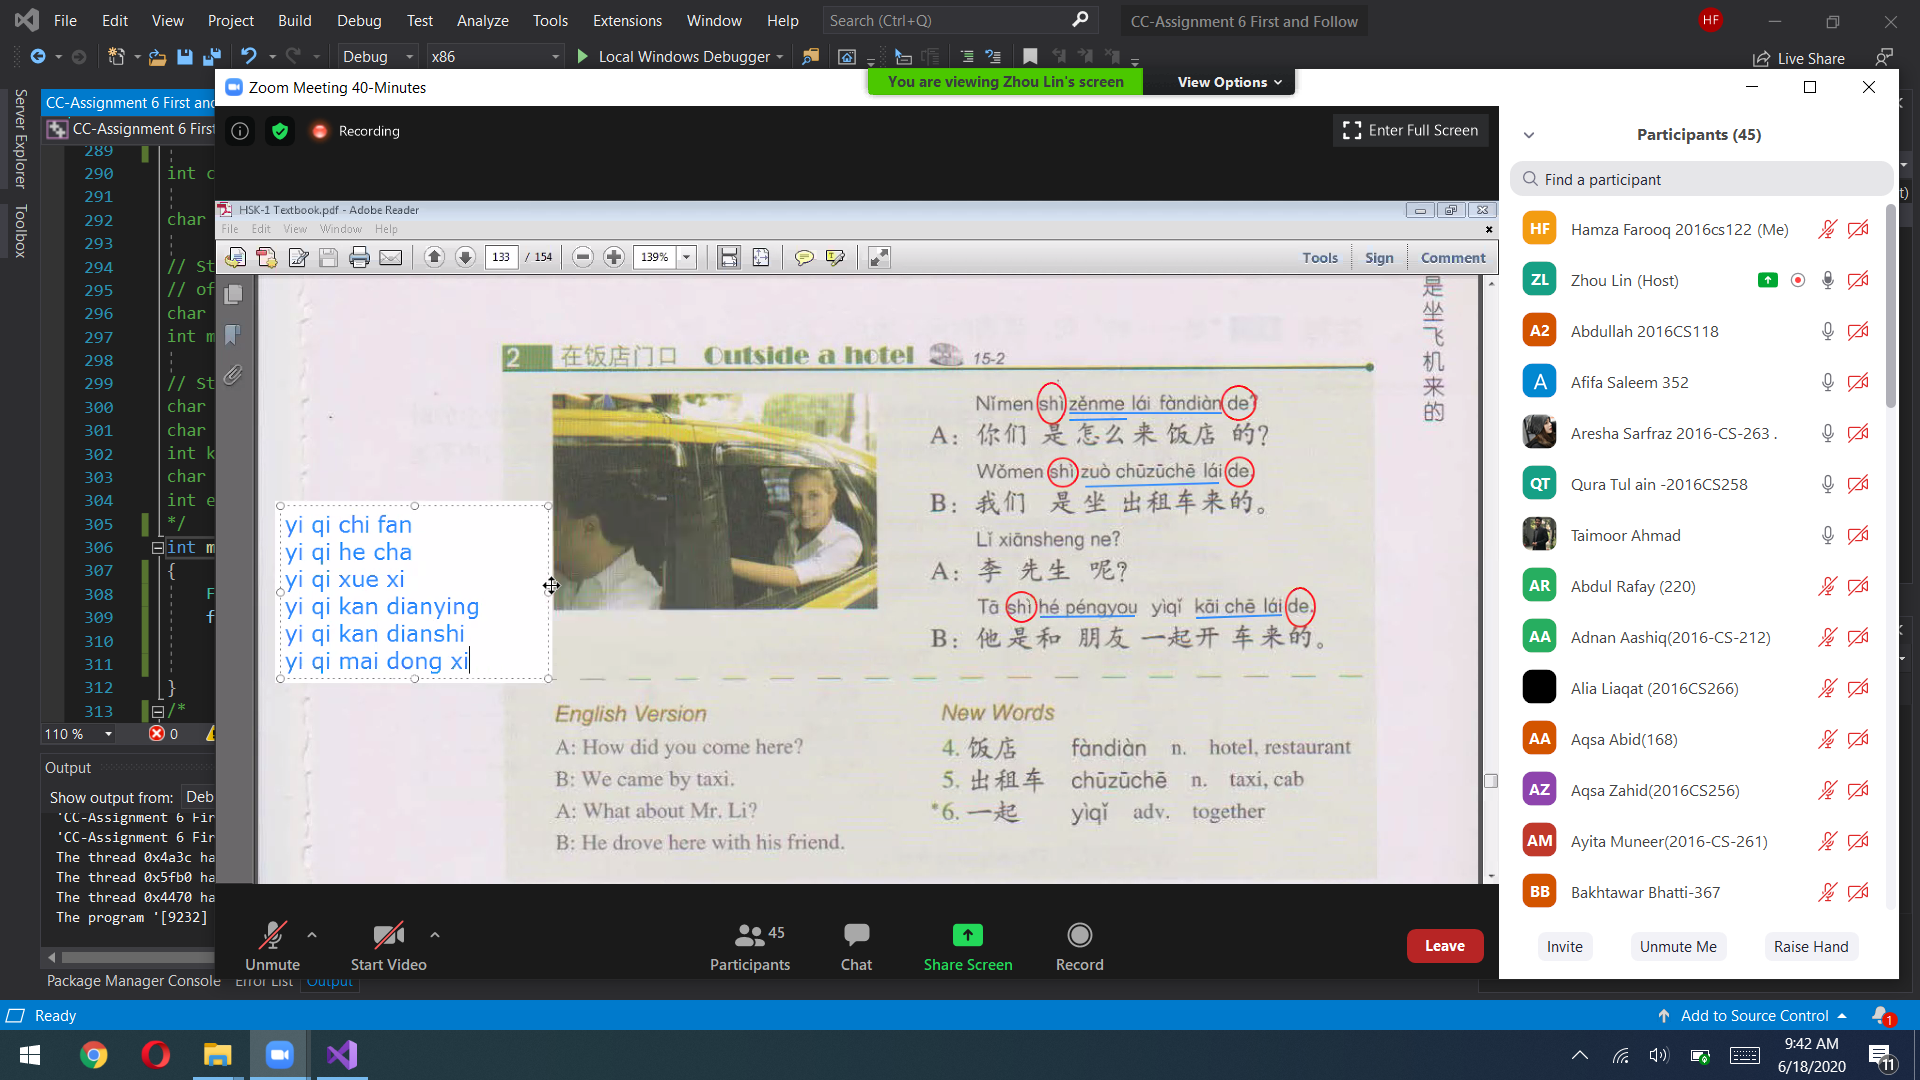 File Edit View Project Build Debug Test Analyze Tools Extensions Window Help Search (Ctrl+Q) CC-Assignment 6 First and Follow HF
Debug x86 Local Windows Debugger Live Share
Server Explorer
Toolbox
CC-Assignment 6 First and
CC-Assignment 6 First
289
290 int c
291
292 char
293
294 // St
295 // of
296 char
297 int m
298
299 // St
300 char
301 char
302 int k
303 char
304 int e
305 */
306 int m
307 {
308 F
309 f
310
311
312 }
313 /*
110 % 0
Output
Show output from: Deb
'CC-Assignment 6 Fir
'CC-Assignment 6 Fir
The thread 0x4a3c ha
The thread 0x5fb0 ha
The thread 0x4470 ha
The program '[9232]
Package Manager Console Error List Output
Zoom Meeting 40-Minutes
You are viewing Zhou Lin's screen View Options
Recording
Enter Full Screen
HSK-1 Textbook.pdf - Adobe Reader
File Edit View Window Help
133 / 154 139% Tools Sign Comment
是坐飞机来的
2 在饭店门口 Outside a hotel 15-2
Nǐmen shì zěnme lái fàndiàn de?
A: 你们 是 怎么 来 饭店 的?
Wǒmen shì zuò chūzūchē lái de.
B: 我们 是 坐 出租车来的。
Lǐ xiānsheng ne?
A: 李 先生 呢?
Tā shì hé péngyou yìqǐ kāi chē lái de.
B: 他是和 朋友 一起开 车来的。
yi qi chi fan
yi qi he cha
yi qi xue xi
yi qi kan dianying
yi qi kan dianshi
yi qi mai dong xi
English Version
A: How did you come here?
B: We came by taxi.
A: What about Mr. Li?
B: He drove here with his friend.
New Words
4. 饭店 fàndiàn n. hotel, restaurant
5. 出租车 chūzūchē n. taxi, cab
*6. 一起 yìqǐ adv. together
Participants (45)
Find a participant
HF Hamza Farooq 2016cs122 (Me)
ZL Zhou Lin (Host)
A2 Abdullah 2016CS118
A Afifa Saleem 352
Aresha Sarfraz 2016-CS-263 .
QT Qura Tul ain -2016CS258
Taimoor Ahmad
AR Abdul Rafay (220)
AA Adnan Aashiq(2016-CS-212)
Alia Liaqat (2016CS266)
AA Aqsa Abid(168)
AZ Aqsa Zahid(2016CS256)
AM Ayita Muneer(2016-CS-261)
BB Bakhtawar Bhatti-367
Invite Unmute Me Raise Hand
Unmute Start Video Participants 45 Chat Share Screen Record Leave
Ready Add to Source Control 1
9:42 AM
6/18/2020
11